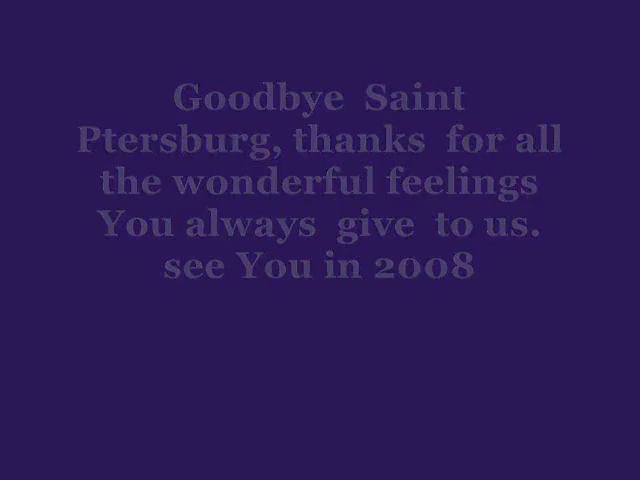 Goodbye  Saint
Ptersburg, thanks  for all
the wonderful feelings
You always  give  to us.
see You in 2008